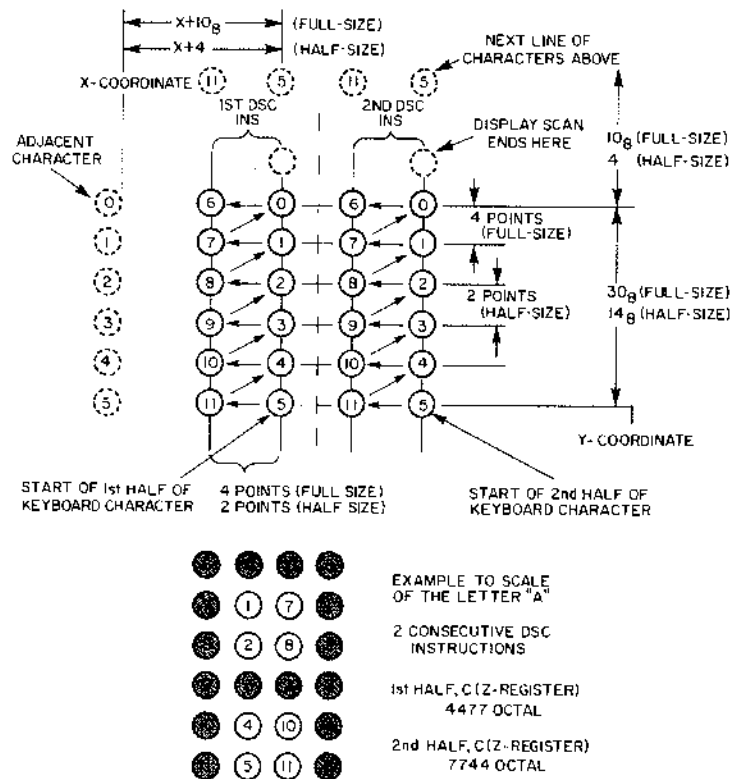 X+10₈ (FULL-SIZE)
X+4 (HALF-SIZE)
NEXT LINE OF
CHARACTERS ABOVE
X-COORDINATE 11 5 11 5
1ST DSC
INS
2ND DSC
INS
DISPLAY SCAN
ENDS HERE
10₈ (FULL-SIZE)
4 (HALF-SIZE)
ADJACENT
CHARACTER
0 6 0 6 0
1 7 1 7 1
2 8 2 8 2
3 9 3 9 3
4 10 4 10 4
5 11 5 11 5
4
POINTS
(FULL-SIZE)
2 POINTS
(HALF-SIZE)
30₈ (FULL-SIZE)
14₈ (HALF-SIZE)
Y-COORDINATE
START OF 1st HALF OF
KEYBOARD CHARACTER
4 POINTS (FULL SIZE)
2 POINTS (HALF SIZE)
START OF 2nd HALF OF
KEYBOARD CHARACTER
1 7
2 8
4 10
5 11
EXAMPLE TO SCALE
OF THE LETTER "A"
2 CONSECUTIVE DSC
INSTRUCTIONS
1st HALF, C(Z-REGISTER)
4477 OCTAL
2nd HALF, C(Z-REGISTER)
7744 OCTAL